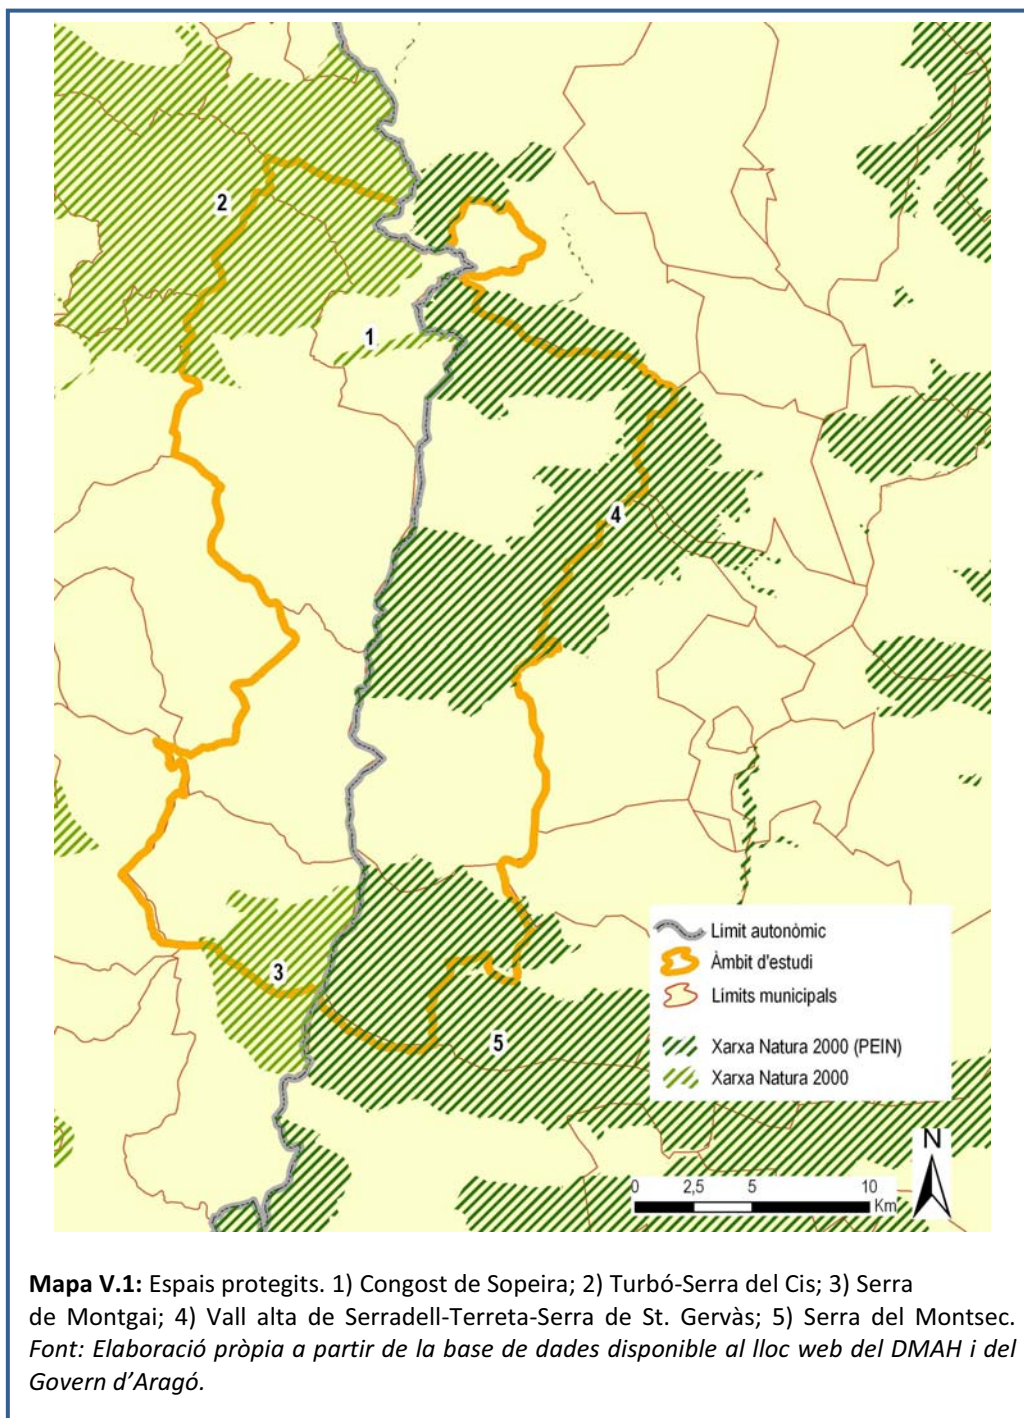 2
1
4
3
5
Limit autonòmic
Àmbit d'estudi
Límits municipals
Xarxa Natura 2000 (PEIN)
Xarxa Natura 2000
N
0 2,5 5 10
Km
Mapa V.1: Espais protegits. 1) Congost de Sopeira; 2) Turbó-Serra del Cis; 3) Serra
de Montgai; 4) Vall alta de Serradell-Terreta-Serra de St. Gervàs; 5) Serra del Montsec.
Font: Elaboració pròpia a partir de la base de dades disponible al lloc web del DMAH i del
Govern d’Aragó.